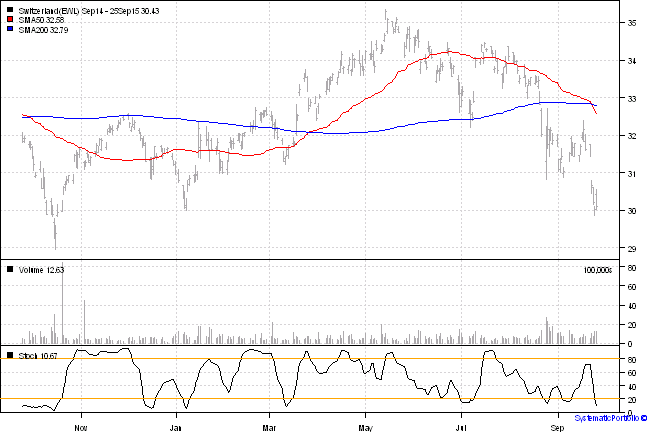 Switzerland(EWL) Sep14 - 25Sep15 30.43
SMA50 32.58
SMA200 32.79
35
34
33
32
31
30
29
Volume 12.63
100,000s
80
60
40
20
0
Stoch 10.67
80
60
40
20
0
Nov
Jan
Mar
May
Jul
Sep
SystematicPortfolio ©